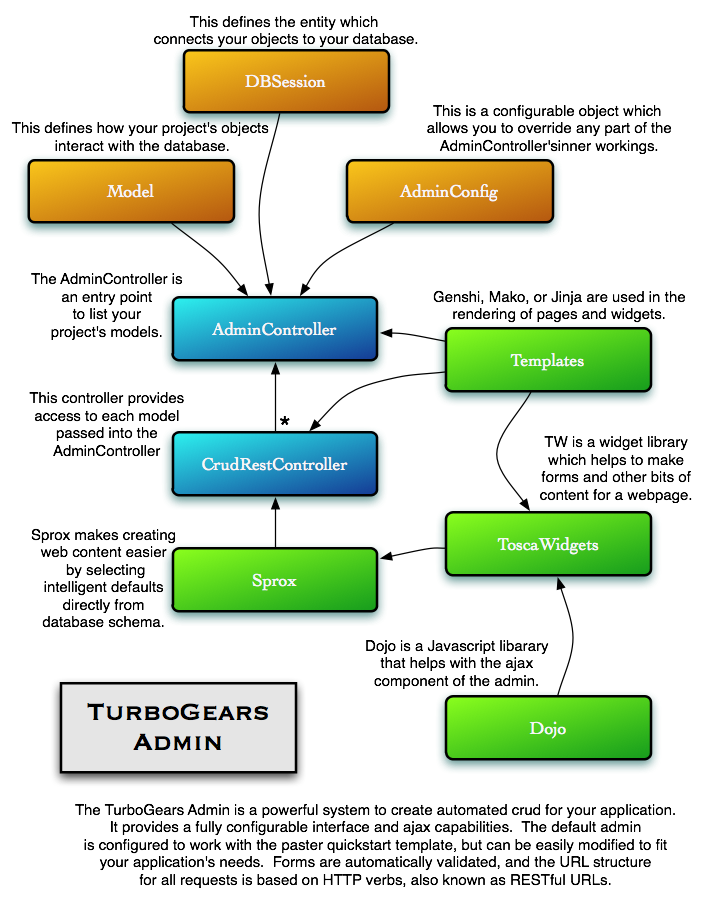 This defines the entity which
connects your objects to your database.
DBSession
This defines how your project's objects
interact with the database.
Model
This is a configurable object which
allows you to override any part of the
AdminController'sinner workings.
AdminConfig
The AdminController is
an entry point
to list your
project's models.
AdminController
Genshi, Mako, or Jinja are used in the
rendering of pages and widgets.
Templates
This controller provides
access to each model
passed into the
AdminController
*
CrudRestController
TW is a widget library
which helps to make
forms and other bits of
content for a webpage.
ToscaWidgets
Sprox makes creating
web content easier
by selecting
intelligent defaults
directly from
database schema.
Sprox
Dojo is a Javascript libarary
that helps with the ajax
component of the admin.
Dojo
TurboGears
Admin
The TurboGears Admin is a powerful system to create automated crud for your application.
It provides a fully configurable interface and ajax capabilities.  The default admin
is configured to work with the paster quickstart template, but can be easily modified to fit
your application's needs.  Forms are automatically validated, and the URL structure
for all requests is based on HTTP verbs, also known as RESTful URLs.